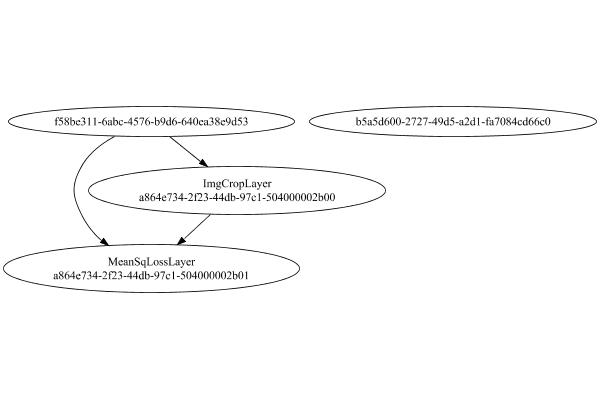 f58be311-6abc-4576-b9d6-640ea38e9d53
b5a5d600-2727-49d5-a2d1-fa7084cd66c0
ImgCropLayer
a864e734-2f23-44db-97c1-504000002b00
MeanSqLossLayer
a864e734-2f23-44db-97c1-504000002b01